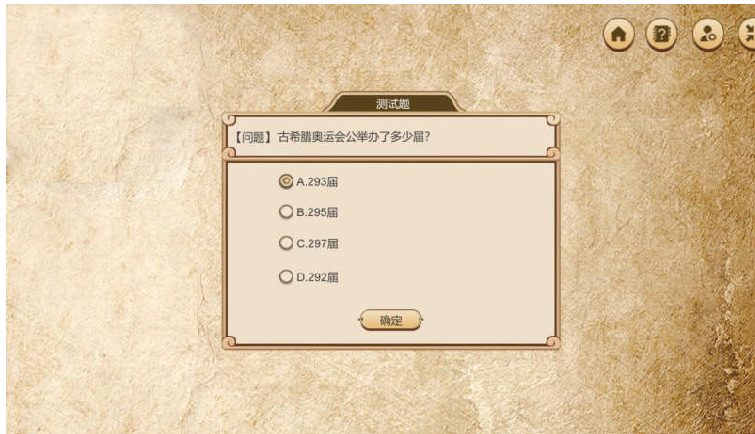 测试题
【问题】古希腊奥运会公举办了多少届?
A.293届
B.295届
C.297届
D.292届
确定